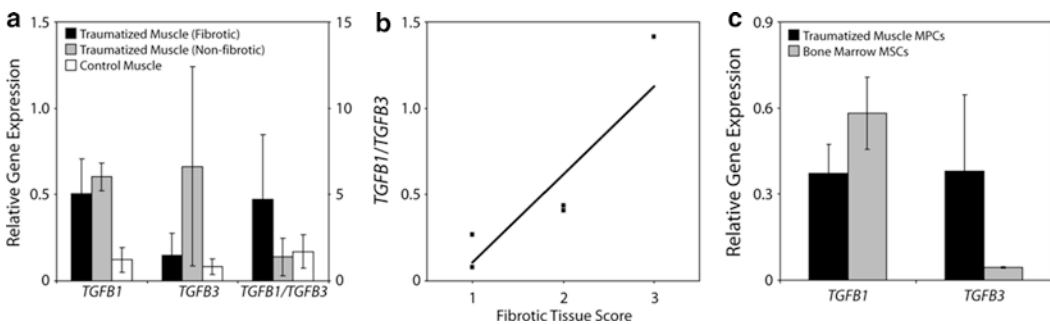 a
Relative Gene Expression
1.5
1.0
0.5
0
15
10
5
0
Traumatized Muscle (Fibrotic)
Traumatized Muscle (Non-fibrotic)
Control Muscle
TGFB1
TGFB3
TGFB1/TGFB3
b
TGFB1/TGFB3
1.5
1.0
0.5
0
1
2
3
Fibrotic Tissue Score
c
Relative Gene Expression
0.9
0.6
0.3
0
Traumatized Muscle MPCs
Bone Marrow MSCs
TGFB1
TGFB3